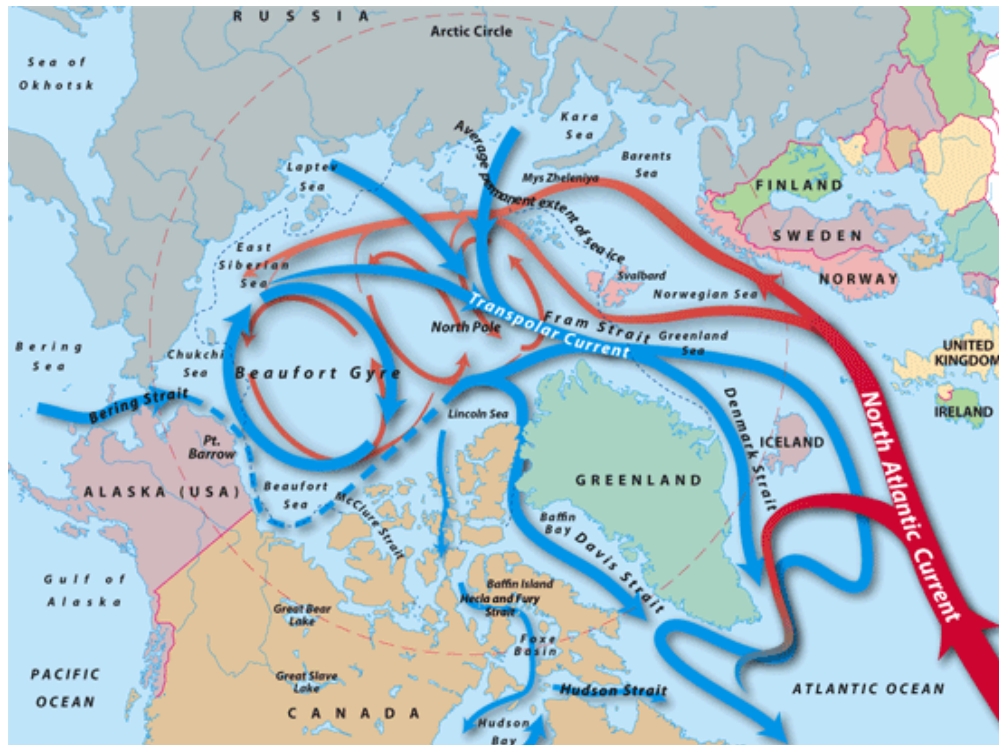 RUSSIA
Arctic Circle
Sea of
Okhotsk
Kara
Sea
Average permanent extent of sea ice
Laptev
Sea
Mys Zheleniya
Barents
Sea
FINLAND
SWEDEN
NORWAY
East
Siberian
Sea
Svalbard
Norwegian Sea
Transpolar Current
Fram Strait
North Pole
Greenland
Sea
Bering
Sea
Chukchi
Sea
Beaufort Gyre
UNITED
KINGDOM
IRELAND
Bering Strait
Lincoln Sea
Denmark Strait
North Atlantic Current
ICELAND
Pt.
Barrow
ALASKA (USA)
Beaufort
Sea
McClure Strait
GREENLAND
Baffin
Bay
Davis Strait
Gulf of
Alaska
Baffin Island
Hecla and Fury
Strait
Great Bear
Lake
Foxe
Basin
Great Slave
Lake
PACIFIC
OCEAN
Hudson Strait
ATLANTIC OCEAN
CANADA
Hudson
Bay